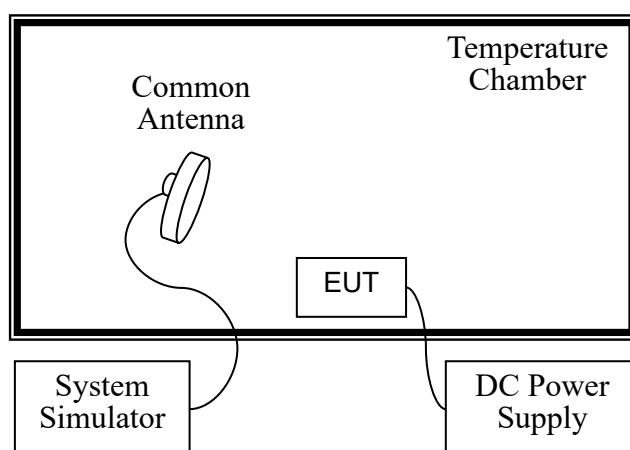 Temperature
Chamber
Common
Antenna
EUT
System
Simulator
DC Power
Supply